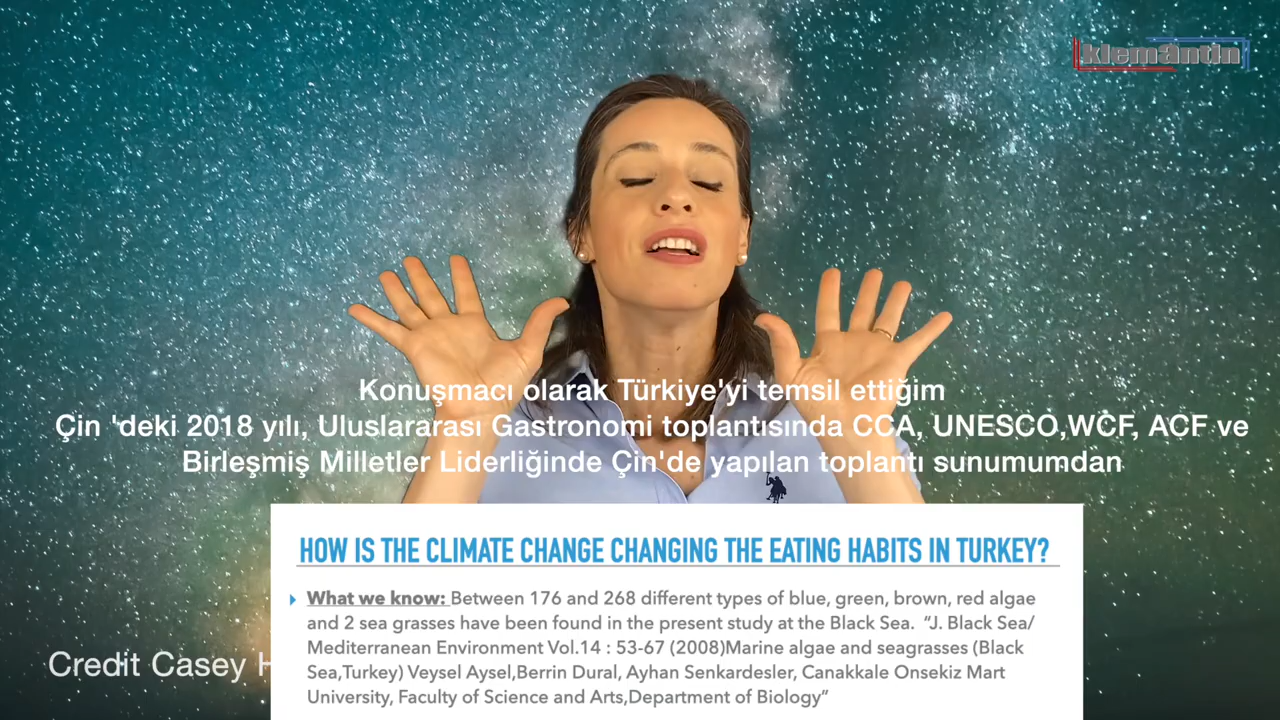 klemantin
Konuşmacı olarak Türkiye'yi temsil ettiğim
Çin 'deki 2018 yılı, Uluslararası Gastronomi toplantısında CCA, UNESCO,WCF, ACF ve
Birleşmiş Milletler Liderliğinde Çin'de yapılan toplantı sunumumdan
HOW IS THE CLIMATE CHANGE CHANGING THE EATING HABITS IN TURKEY?
What we know: Between 176 and 268 different types of blue, green, brown, red algae
and 2 sea grasses have been found in the present study at the Black Sea. “J. Black Sea/
Mediterranean Environment Vol.14 : 53-67 (2008)Marine algae and seagrasses (Black
Sea,Turkey) Veysel Aysel,Berrin Dural, Ayhan Senkardesler, Canakkale Onsekiz Mart
University, Faculty of Science and Arts,Department of Biology”
Credit Casey H